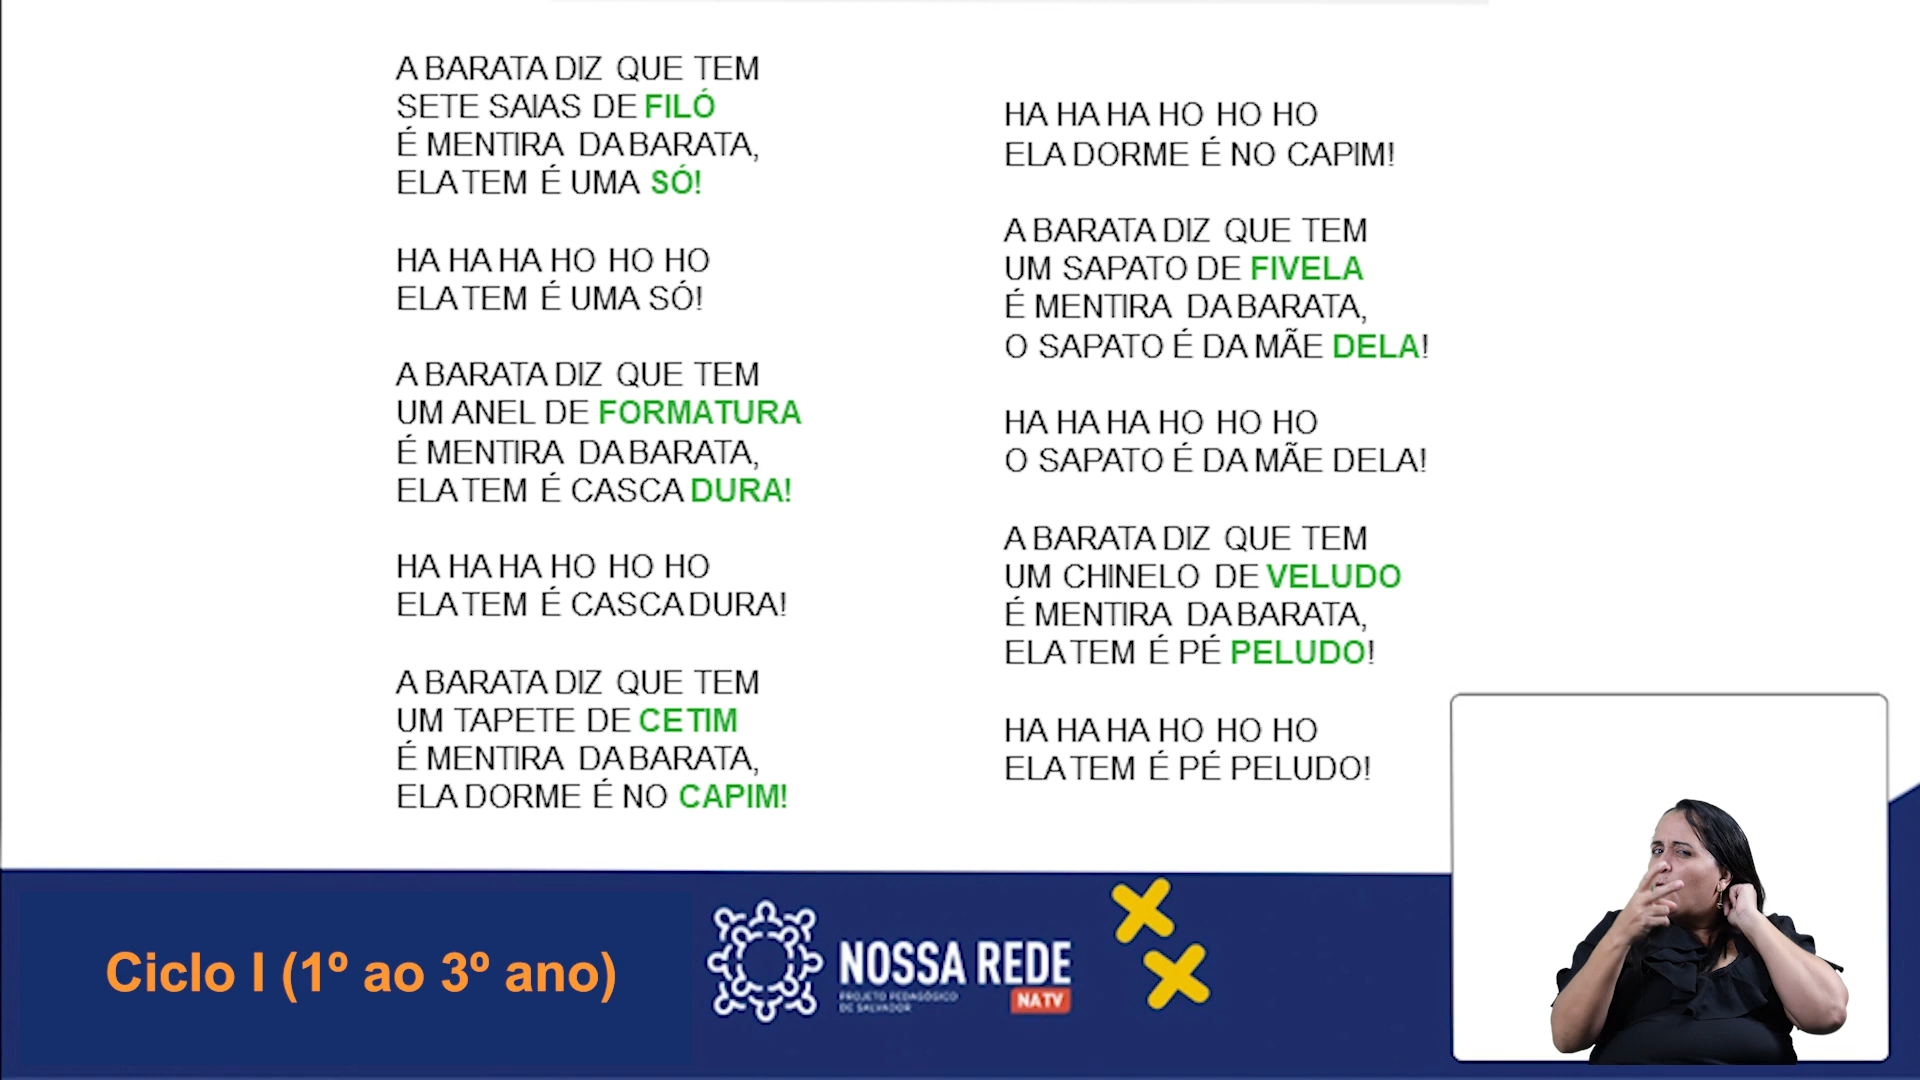 A BARATA DIZ QUE TEM
SETE SAIAS DE FILÓ
É MENTIRA DA BARATA,
ELA TEM É UMA SÓ!
HA HA HA HO HO HO
ELA TEM É UMA SÓ!
A BARATA DIZ QUE TEM
UM ANEL DE FORMATURA
É MENTIRA DA BARATA,
ELA TEM É CASCA DURA!
HA HA HA HO HO HO
ELA TEM É CASCA DURA!
A BARATA DIZ QUE TEM
UM TAPETE DE CETIM
É MENTIRA DA BARATA,
ELA DORME É NO CAPIM!
HA HA HA HO HO HO
ELA DORME É NO CAPIM!
A BARATA DIZ QUE TEM
UM SAPATO DE FIVELA
É MENTIRA DA BARATA,
O SAPATO É DA MÃE DELA!
HA HA HA HO HO HO
O SAPATO É DA MÃE DELA!
A BARATA DIZ QUE TEM
UM CHINELO DE VELUDO
É MENTIRA DA BARATA,
ELA TEM É PÉ PELUDO!
HA HA HA HO HO HO
ELA TEM É PÉ PELUDO!
Ciclo I (1º ao 3º ano)
NOSSA REDE
PROJETO PEDAGÓGICO
DE SALVADOR
NA TV